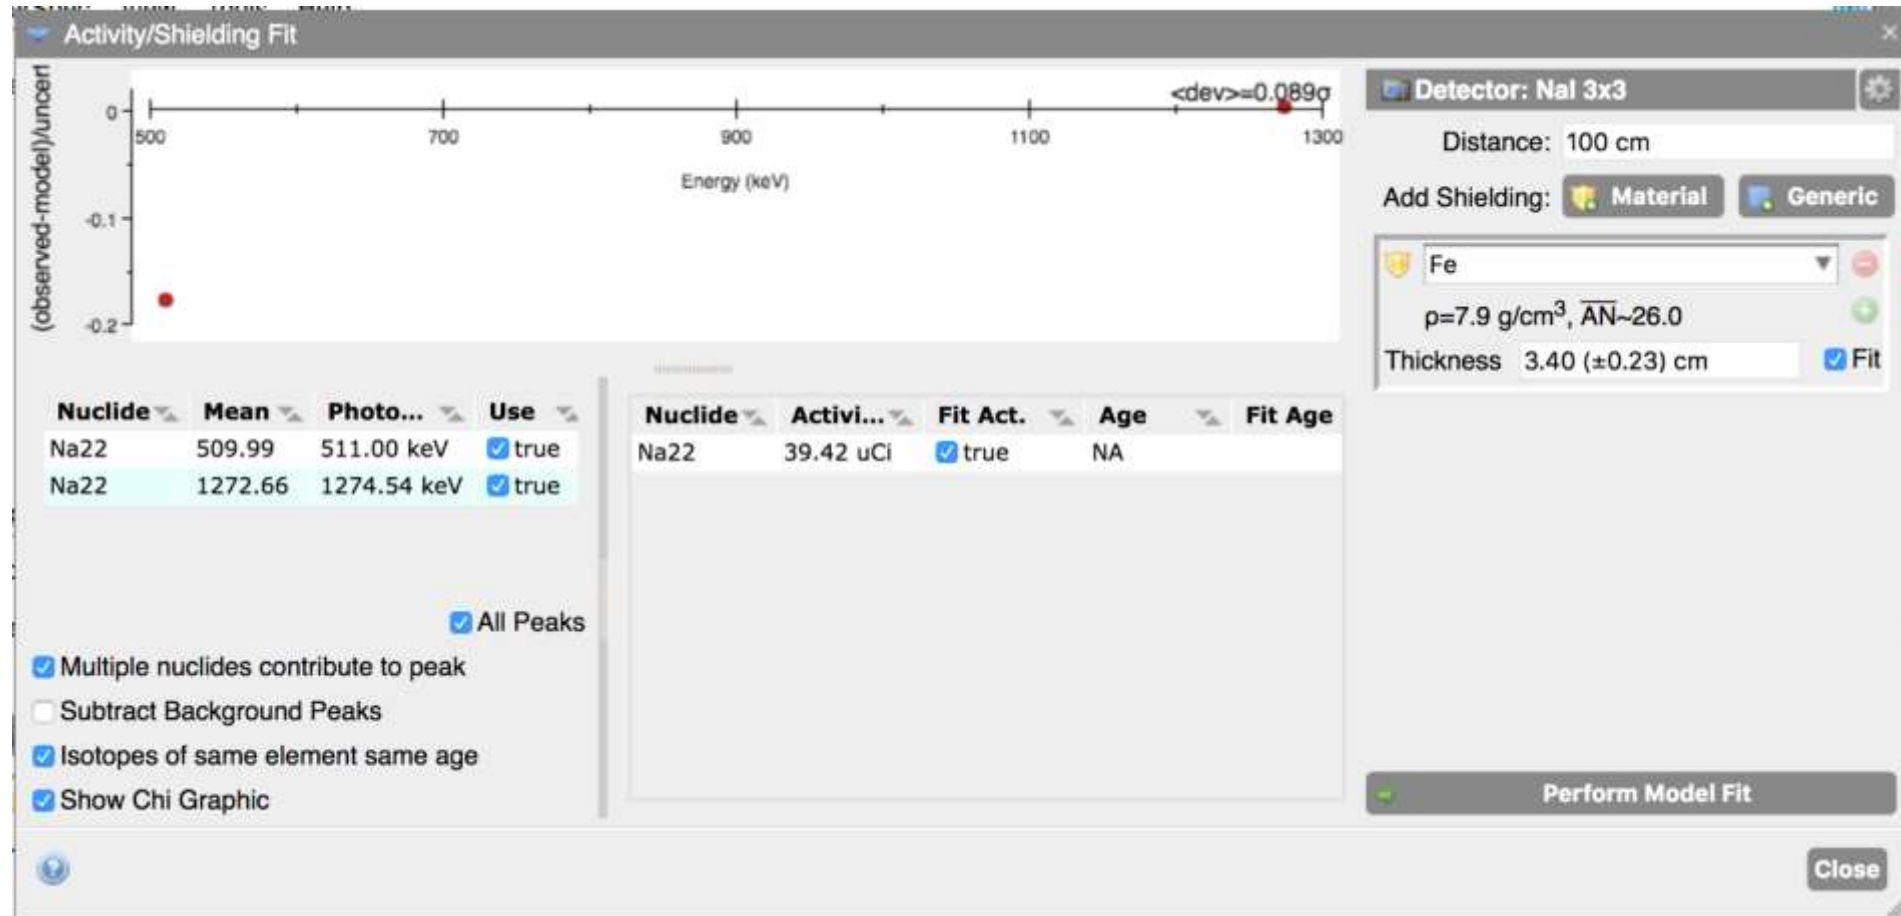 Activity/Shielding Fit
(observed-model)/uncert
<dev>=0.089σ
0
-0.1
-0.2
500 700 900 1100 1300
Energy (keV)
Detector: NaI 3x3
Distance: 100 cm
Add Shielding: Material Generic
Fe
ρ=7.9 g/cm³, A̅N̅~26.0
Thickness 3.40 (±0.23) cm Fit
Nuclide Mean Photo... Use
Na22 509.99 511.00 keV true
Na22 1272.66 1274.54 keV true
All Peaks
Multiple nuclides contribute to peak
Subtract Background Peaks
Isotopes of same element same age
Show Chi Graphic
Nuclide Activi... Fit Act. Age Fit Age
Na22 39.42 uCi true NA
Perform Model Fit
Close